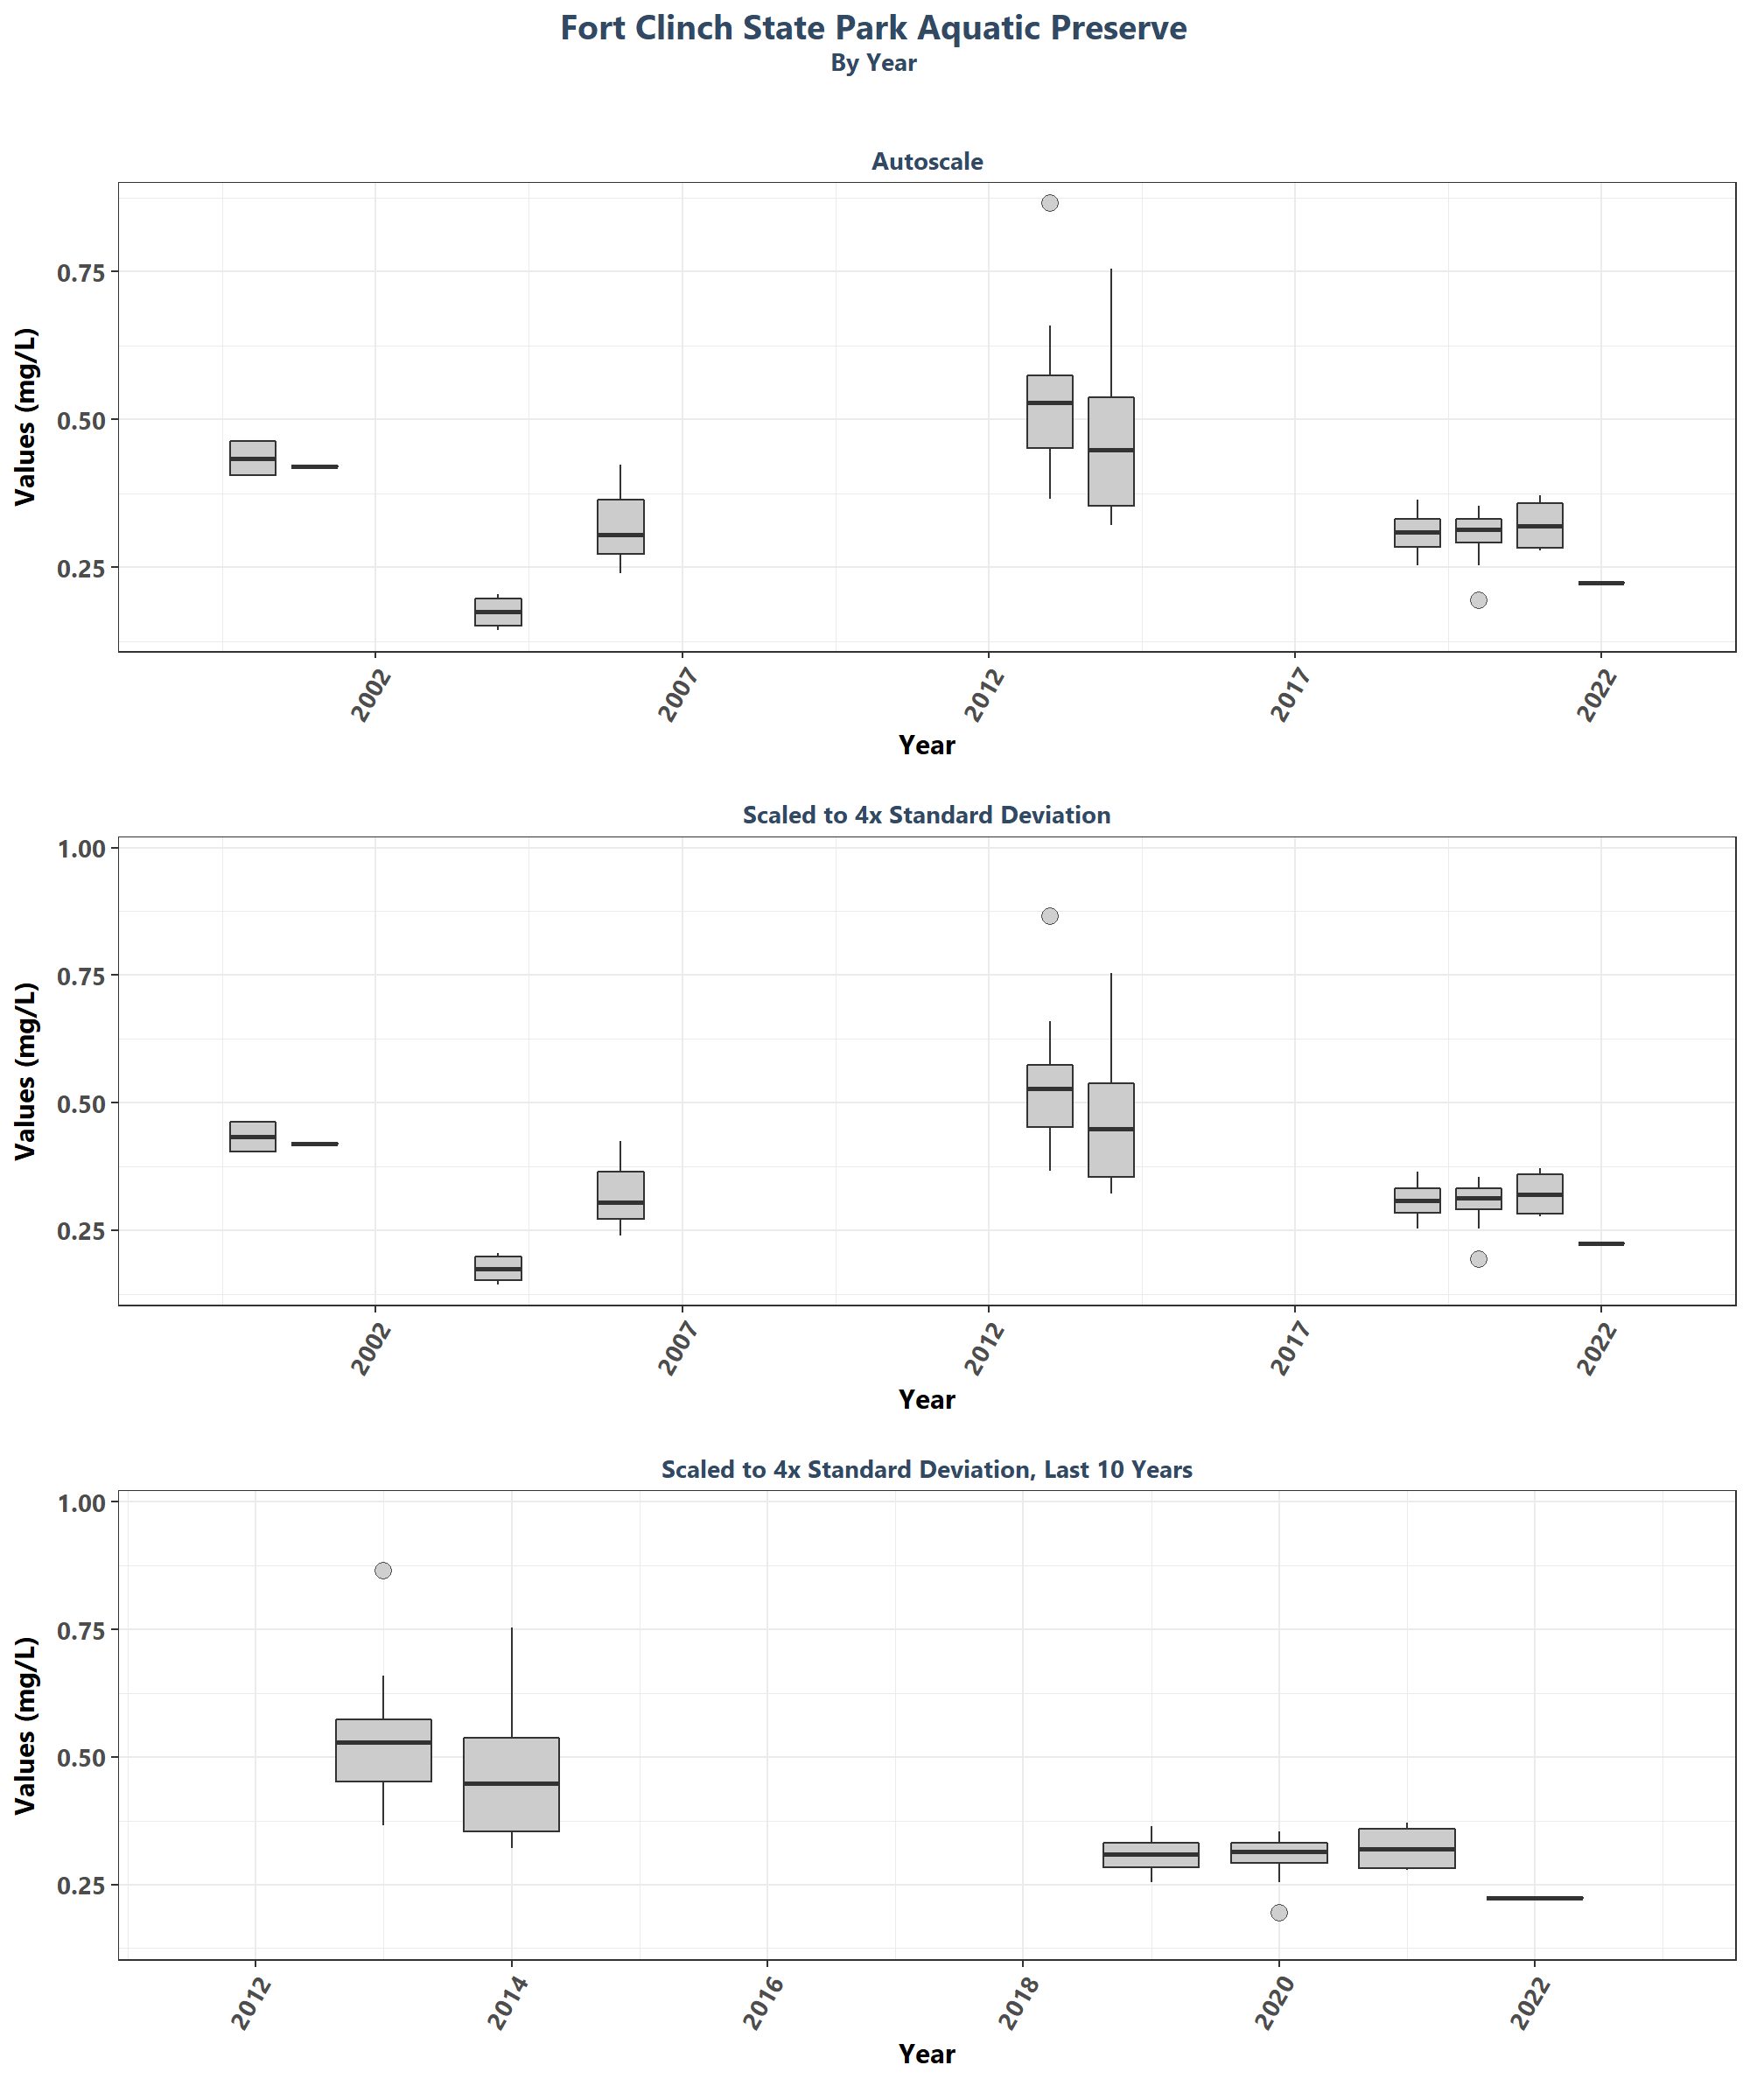 Fort Clinch State Park Aquatic Preserve
By Year
Autoscale
Values (mg/L)
0.75
0.50
0.25
2002
2007
2012
2017
2022
Year
Scaled to 4x Standard Deviation
Values (mg/L)
1.00
0.75
0.50
0.25
2002
2007
2012
2017
2022
Year
Scaled to 4x Standard Deviation, Last 10 Years
Values (mg/L)
1.00
0.75
0.50
0.25
2012
2014
2016
2018
2020
2022
Year